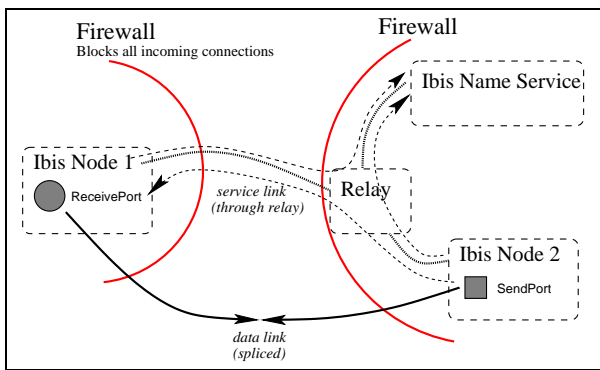 Firewall
Blocks all incoming connections
Firewall
Ibis Name Service
Ibis Node 1
ReceivePort
service link
(through relay)
Relay
Ibis Node 2
SendPort
data link
(spliced)